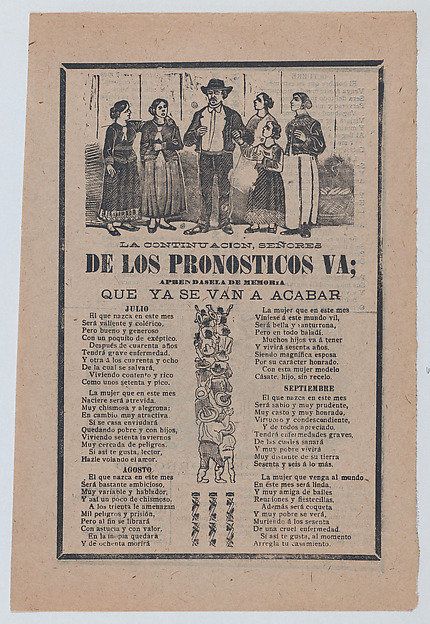 LA CONTINUACION, SEÑORES
DE LOS PRONOSTICOS VA;
APRENDASELA DE MEMORIA
QUE YA SE VAN A ACABAR
JULIO
El que nazca en este mes
Será valiente y colérico,
Pero bueno y generoso
Con un poquito de excéptico.
Después de cuarenta años
Tendrá grave enfermedad.
Y otra á los cuarenta y ocho
De la cual se salvará,
Viviendo contento y rico
Como unos setenta y pico.
La mujer que en este mes
Naciere será atrevida,
Muy chismosa y alegrona;
En cambio, muy atractiva
Si se casa enviudará
Quedando pobre y con hijos,
Viviendo setenta inviernos
Muy cercada de peligros.
Si así te gusta, lector,
Hazle volando el amor.
AGOSTO
El que nazca en este mes
Será bastante ambicioso,
Muy variable y hablador,
Y así un poco de chismoso,
A los treinta le amenazan
Mil peligros y prisión,
Pero al fin se librará
Con astucia y con valor,
En la inopia quedará
Y de ochenta morirá
La mujer que en este mes
Viniese á este mundo vil,
Será bella y santurrona,
Pero en todo baladí.
Muchos hijos va á tener
Y vivirá setenta años,
Siendo magnífica esposa
Por su carácter honrado,
Con esta mujer modelo
Cásate, hijo, sin recelo.
SEPTIEMPRE
El que nazca en este mes
Será sabio y muy prudente,
Muy casto y muy honrado,
Virtuoso y condescendiente,
Y de todos apreciado.
Tendrá enfermedades graves,
De las cuales sanará
Y muy pobre vivirá
Muy distante de su tierra
Sesenta y seis á lo más.
La mujer que venga al mundo
En este mes será linda,
Y muy amiga de bailes
Reuniones y fiestecillas,
Además será coqueta
Y muy pobre se verá,
Muriendo á los sesenta
De una cruel enfermedad.
Si así te gusta, al momento
Arregla tu casamiento.